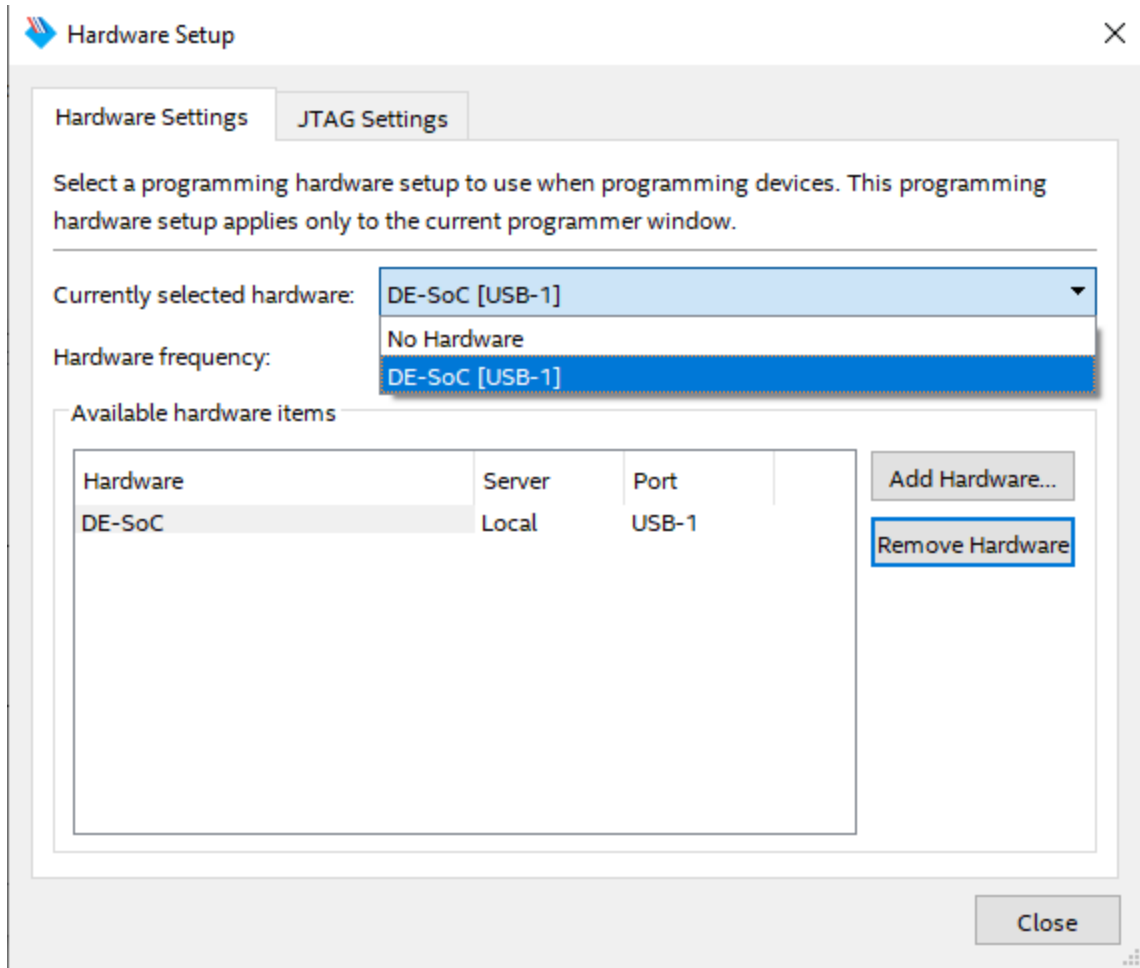 Hardware Setup
Hardware Settings
JTAG Settings
Select a programming hardware setup to use when programming devices. This programming
hardware setup applies only to the current programmer window.
Currently selected hardware:
DE-SoC [USB-1]
No Hardware
DE-SoC [USB-1]
Hardware frequency:
Available hardware items
Hardware Server Port
DE-SoC Local USB-1
Add Hardware...
Remove Hardware
Close